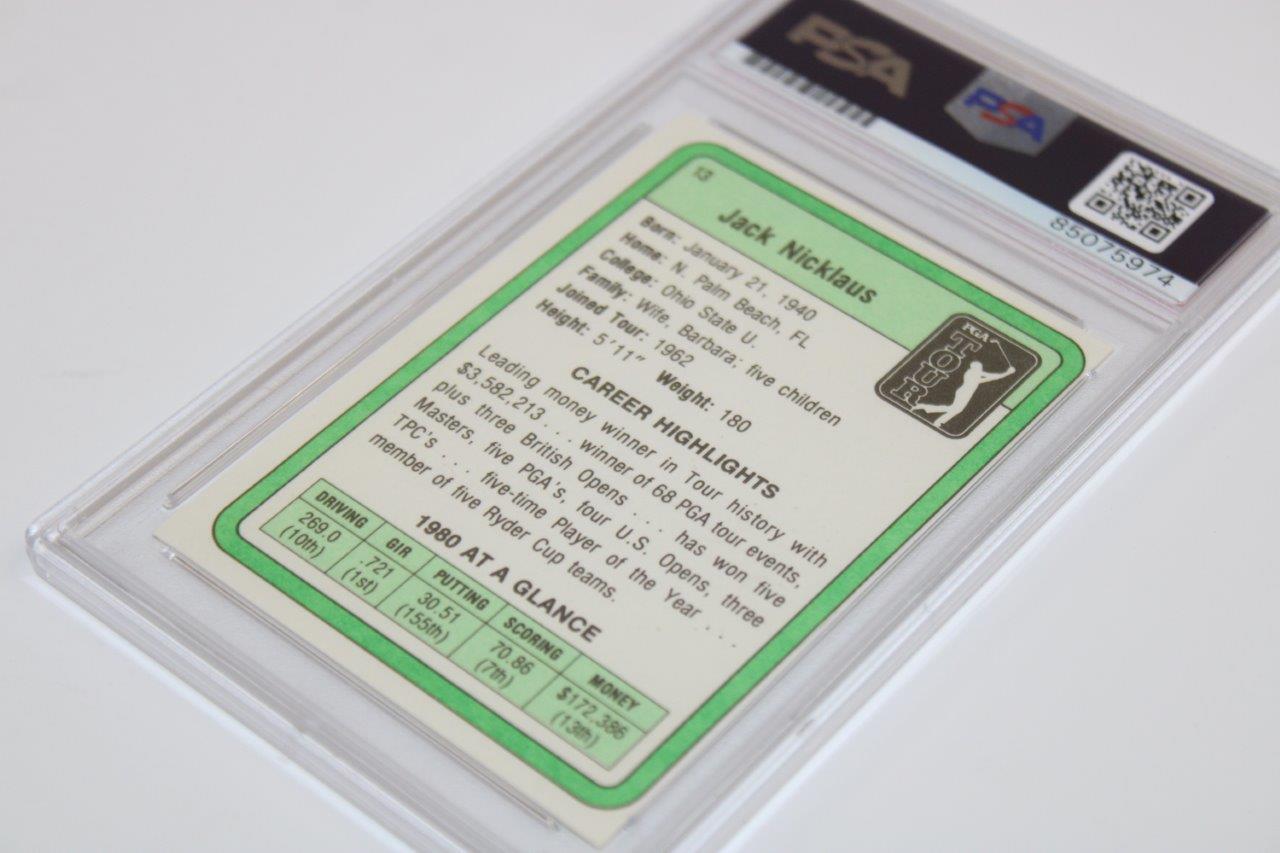 PSA
PSA
85075974
13
Jack Nicklaus
PGA
TOUR
Born: January 21, 1940
Home: N. Palm Beach, FL
College: Ohio State U.
Family: Wife, Barbara; five children
Joined Tour: 1962
Height: 5'11" Weight: 180
CAREER HIGHLIGHTS
Leading money winner in Tour history with
$3,582,213 . . . winner of 68 PGA tour events,
plus three British Opens . . . has won five
Masters, five PGA's, four U.S. Opens, three
TPC's . . . five-time Player of the Year . . . .
member of five Ryder Cup teams.
1980 AT A GLANCE
DRIVING GIR PUTTING SCORING MONEY
269.0 .721 30.51 70.86 $172,386
(10th) (1st) (155th) (7th) (13th)